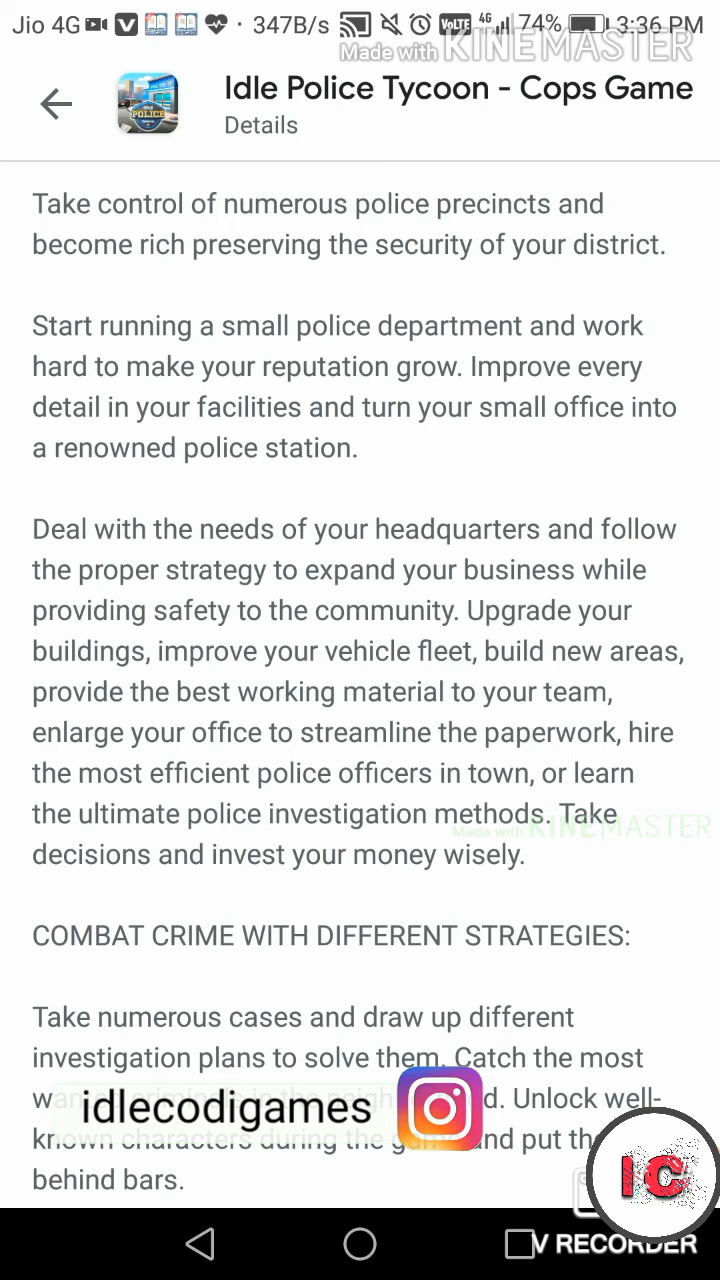 Jio 4G V 347B/s VoLTE 4G 74% 3:36 PM
Made with KINEMASTER
Idle Police Tycoon - Cops Game
Details
POLICE
Take control of numerous police precincts and
become rich preserving the security of your district.
Start running a small police department and work
hard to make your reputation grow. Improve every
detail in your facilities and turn your small office into
a renowned police station.
Deal with the needs of your headquarters and follow
the proper strategy to expand your business while
providing safety to the community. Upgrade your
buildings, improve your vehicle fleet, build new areas,
provide the best working material to your team,
enlarge your office to streamline the paperwork, hire
the most efficient police officers in town, or learn
the ultimate police investigation methods. Take
Made with KINEMASTER
decisions and invest your money wisely.
COMBAT CRIME WITH DIFFERENT STRATEGIES:
Take numerous cases and draw up different
investigation plans to solve them. Catch the most
criminals in the Unlock well-
idlecodigames
known characters during the and put
IC
behind bars.
V RECORDER